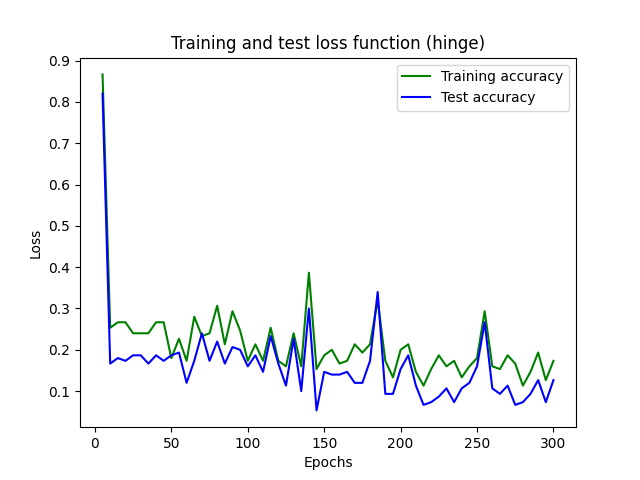 Training and test loss function (hinge)
Training accuracy
Test accuracy
0.9
0.8
0.7
0.6
0.5
0.4
0.3
0.2
0.1
Loss
0 50 100 150 200 250 300
Epochs